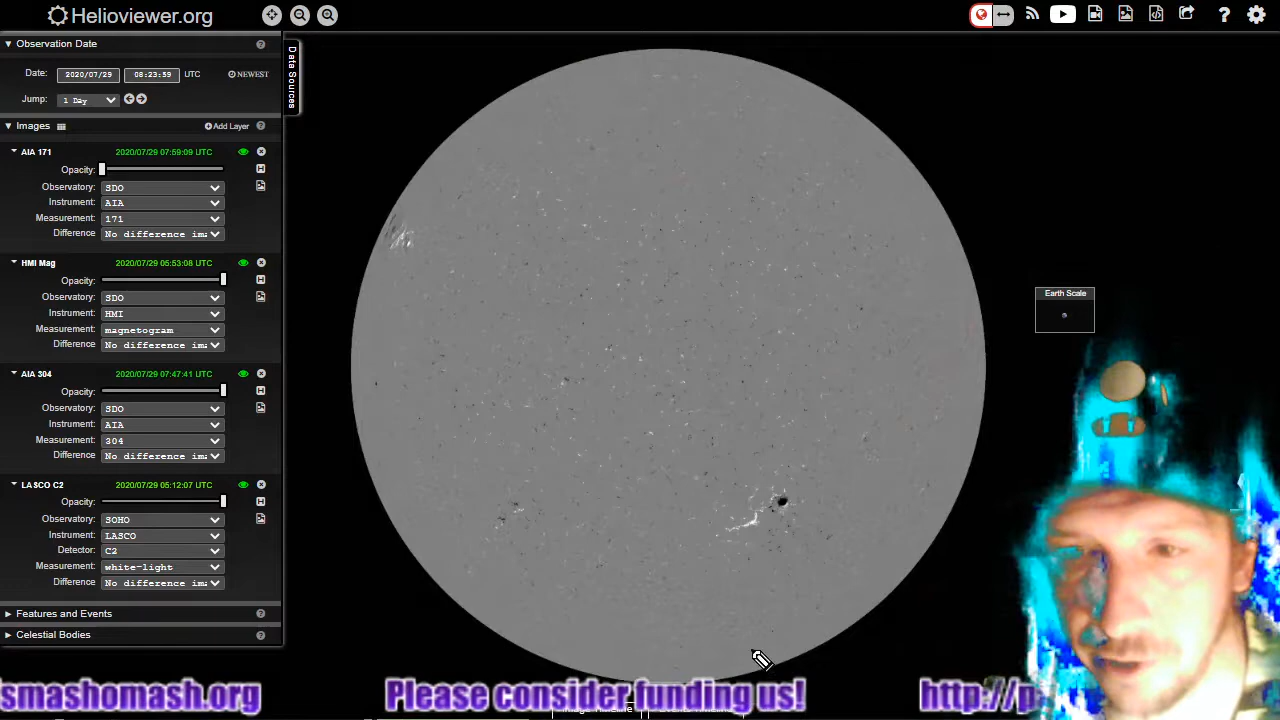 Helioviewer.org
Observation Date
Date: 2020/07/29 08:23:59 UTC NEWEST
Jump: 1 Day
Data Sources
Images Add Layer
AIA 171 2020/07/29 07:59:09 UTC
Opacity:
Observatory: SDO
Instrument: AIA
Measurement: 171
Difference No difference ima
HMI Mag 2020/07/29 05:53:08 UTC
Opacity:
Observatory: SDO
Instrument: HMI
Measurement: magnetogram
Difference No difference ima
AIA 304 2020/07/29 07:47:41 UTC
Opacity:
Observatory: SDO
Instrument: AIA
Measurement: 304
Difference No difference ima
LASCO C2 2020/07/29 05:12:07 UTC
Opacity:
Observatory: SOHO
Instrument: LASCO
Detector: C2
Measurement: white-light
Difference No difference ima
Features and Events
Celestial Bodies
Earth Scale
smashomash.org Please consider funding us! http://p
Image Timeline